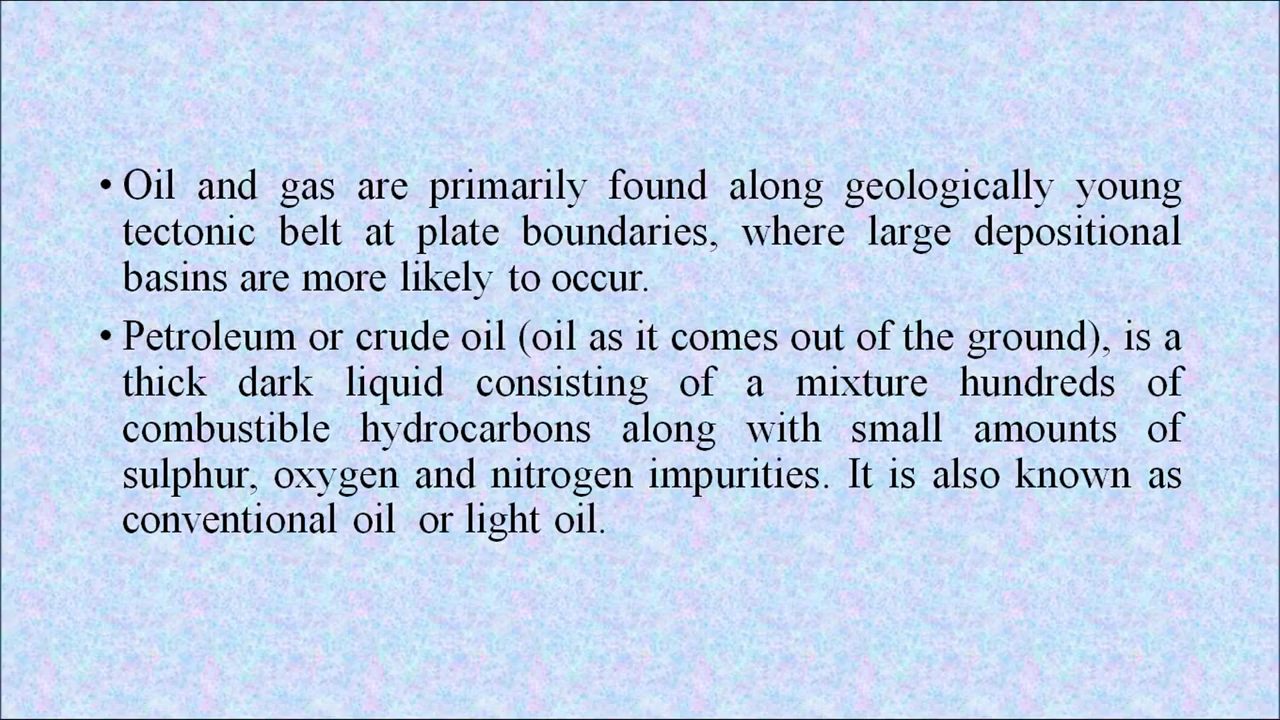 • Oil and gas are primarily found along geologically young
tectonic belt at plate boundaries, where large depositional
basins are more likely to occur.
• Petroleum or crude oil (oil as it comes out of the ground), is a
thick dark liquid consisting of a mixture hundreds of
combustible hydrocarbons along with small amounts of
sulphur, oxygen and nitrogen impurities. It is also known as
conventional oil  or light oil.